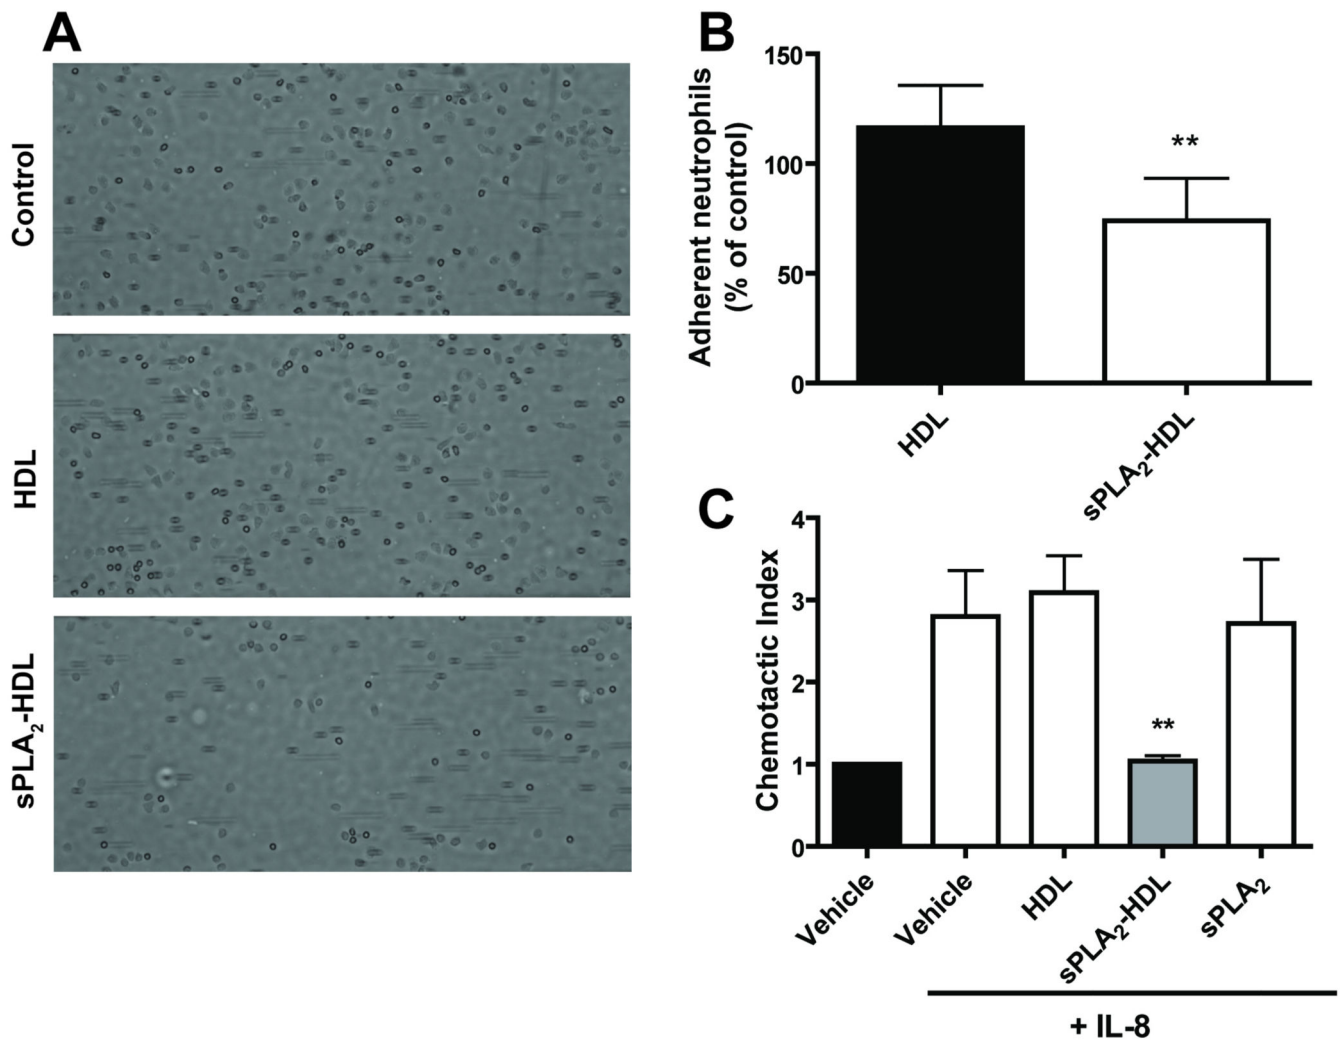 A
Control
HDL
sPLA2-HDL
B
Adherent neutrophils
(% of control)
150
100
50
0
**
HDL
sPLA2-HDL
C
Chemotactic Index
4
3
2
1
0
**
Vehicle
Vehicle
HDL
sPLA2-HDL
sPLA2
+ IL-8